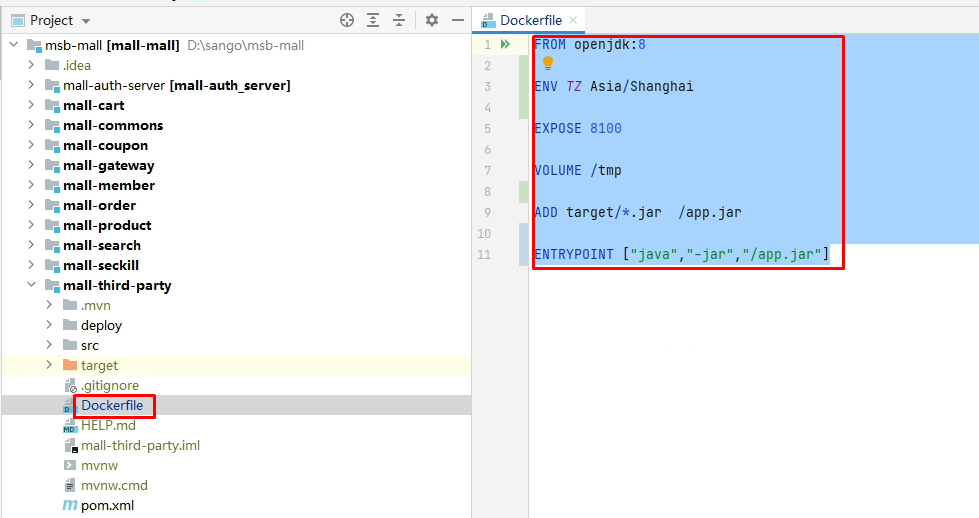 Project
msb-mall [mall-mall] D:\sango\msb-mall
.idea
mall-auth-server [mall-auth_server]
mall-cart
mall-commons
mall-coupon
mall-gateway
mall-member
mall-order
mall-product
mall-search
mall-seckill
mall-third-party
.mvn
deploy
src
target
.gitignore
Dockerfile
HELP.md
mall-third-party.iml
mvnw
mvnw.cmd
pom.xml
Dockerfile
1 FROM openjdk:8
2
3 ENV TZ Asia/Shanghai
4
5 EXPOSE 8100
6
7 VOLUME /tmp
8
9 ADD target/*.jar  /app.jar
10
11 ENTRYPOINT ["java","-jar","/app.jar"]